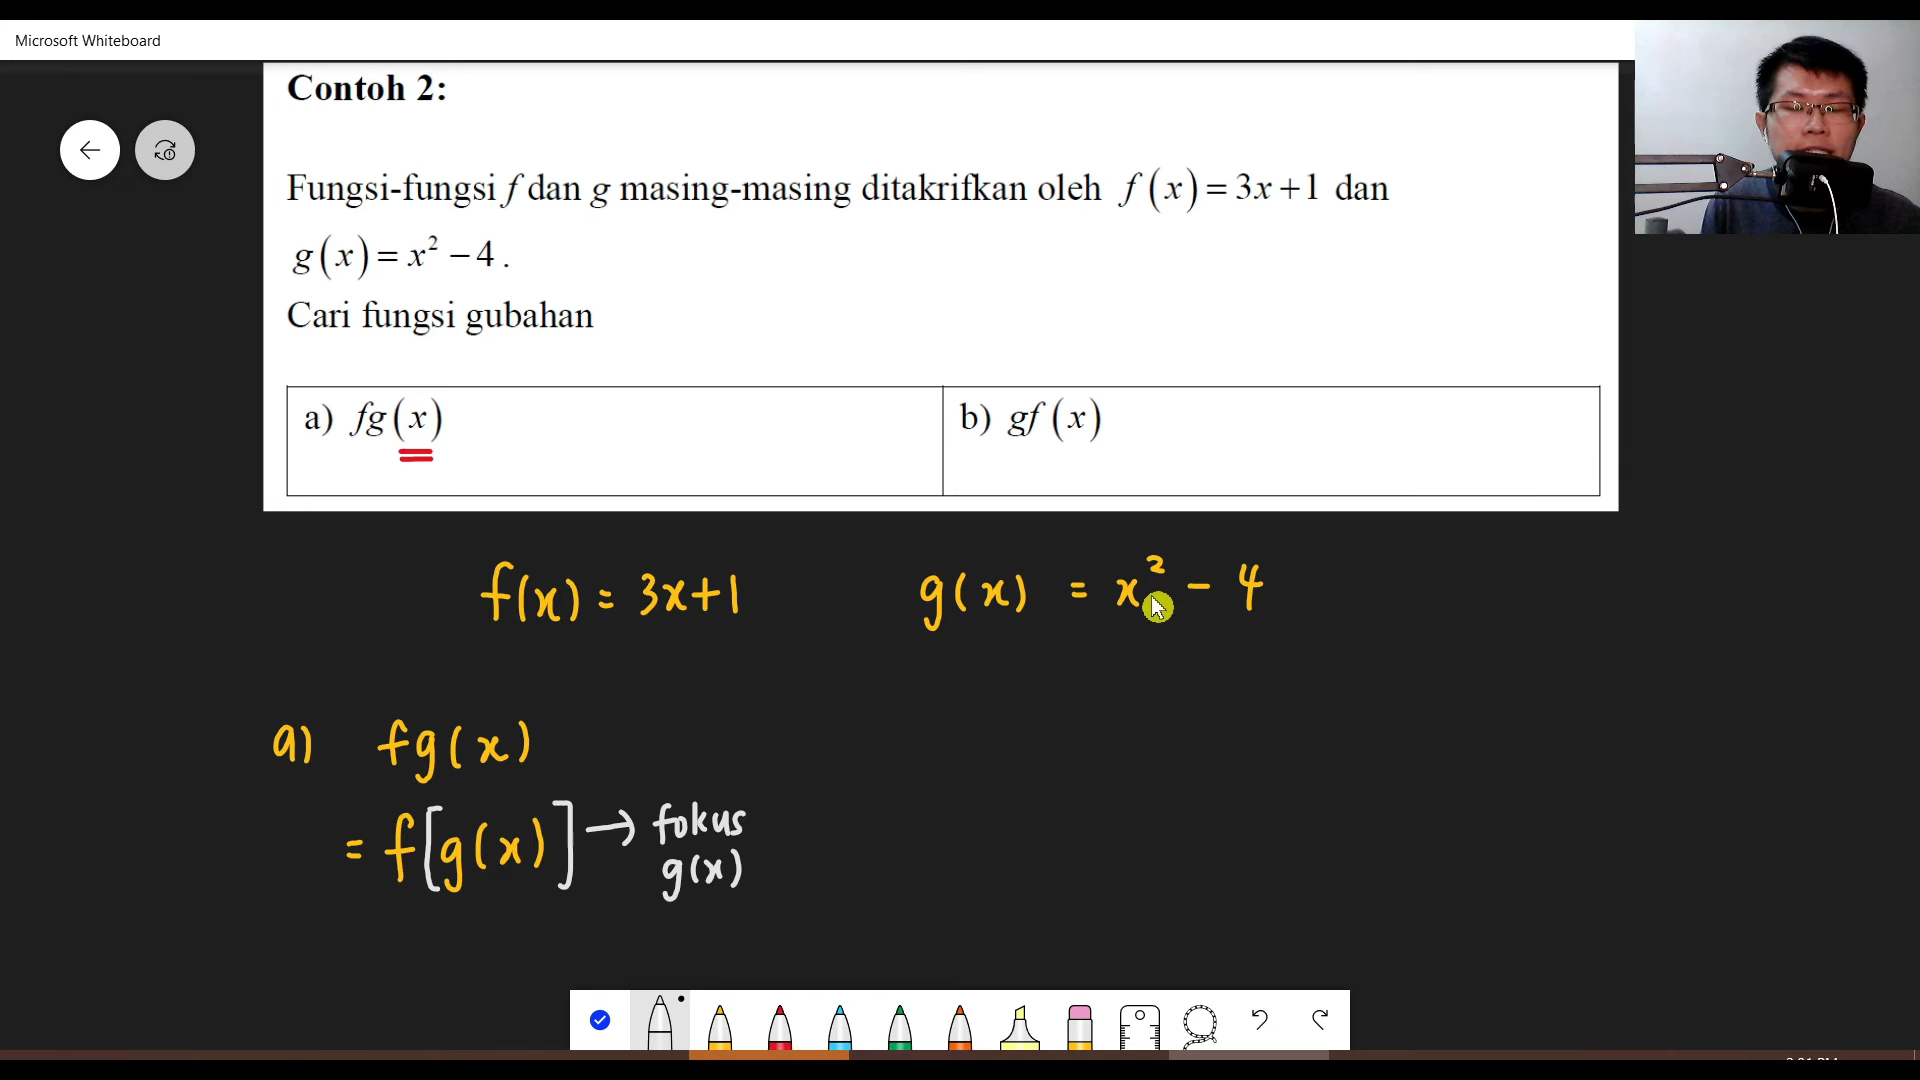 Microsoft Whiteboard
Contoh 2:
Fungsi-fungsi f dan g masing-masing ditakrifkan oleh f(x) = 3x + 1 dan
g(x) = x² − 4 .
Cari fungsi gubahan
a) fg(x)
b) gf(x)
f(x) = 3x+1
g(x) = x² - 4
a) fg(x)
= f[g(x)] → fokus
g(x)